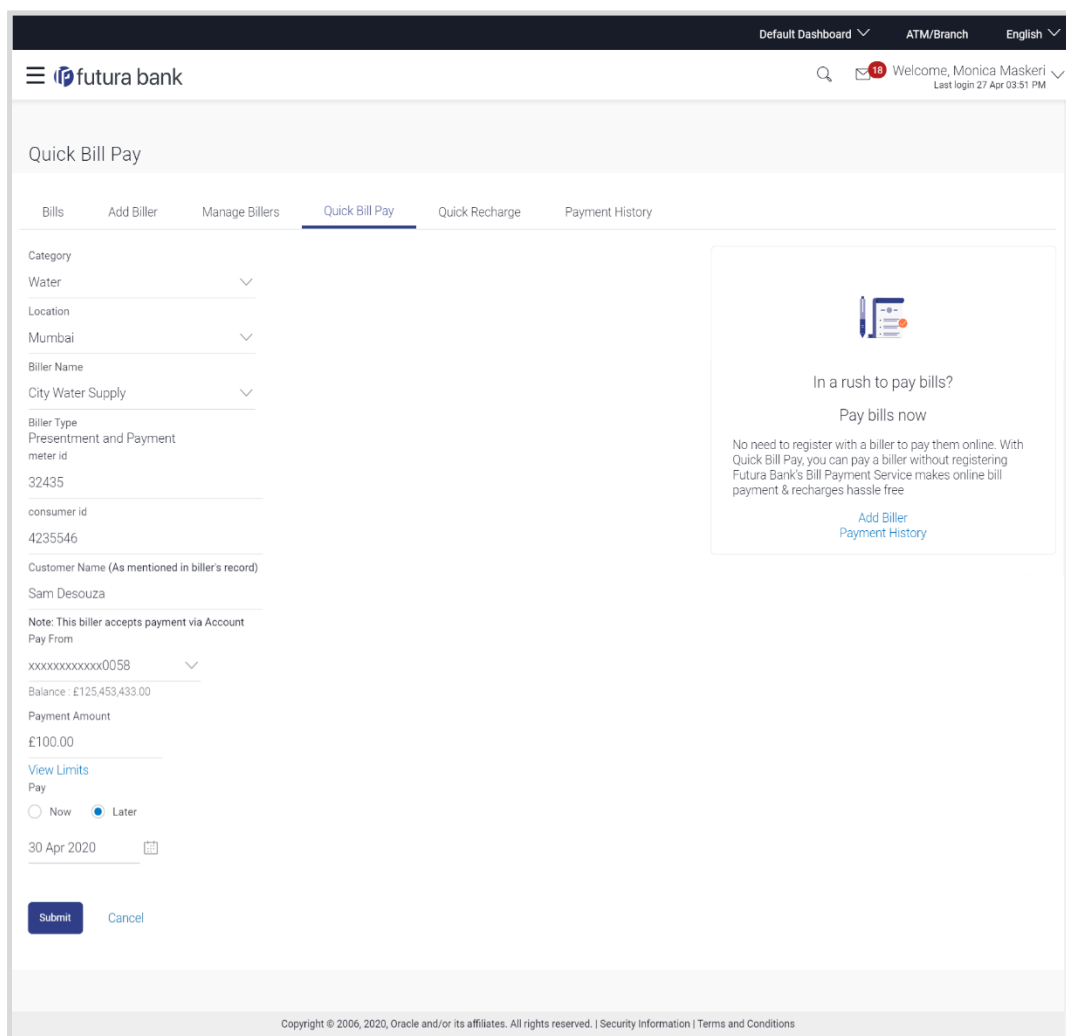 Default Dashboard ATM/Branch English
futura bank 18 Welcome, Monica Maskeri
Last login 27 Apr 03:51 PM
Quick Bill Pay
Bills Add Biller Manage Billers Quick Bill Pay Quick Recharge Payment History
Category
Water
Location
Mumbai
Biller Name
City Water Supply
Biller Type
Presentment and Payment
meter id
32435
consumer id
4235546
Customer Name (As mentioned in biller's record)
Sam Desouza
Note: This biller accepts payment via Account
Pay From
xxxxxxxxxxxx0058
Balance : £125,453,433.00
Payment Amount
£100.00
View Limits
Pay
Now Later
30 Apr 2020
Submit Cancel
In a rush to pay bills?
Pay bills now
No need to register with a biller to pay them online. With
Quick Bill Pay, you can pay a biller without registering
Futura Bank's Bill Payment Service makes online bill
payment & recharges hassle free
Add Biller
Payment History
Copyright © 2006, 2020, Oracle and/or its affiliates. All rights reserved. | Security Information | Terms and Conditions